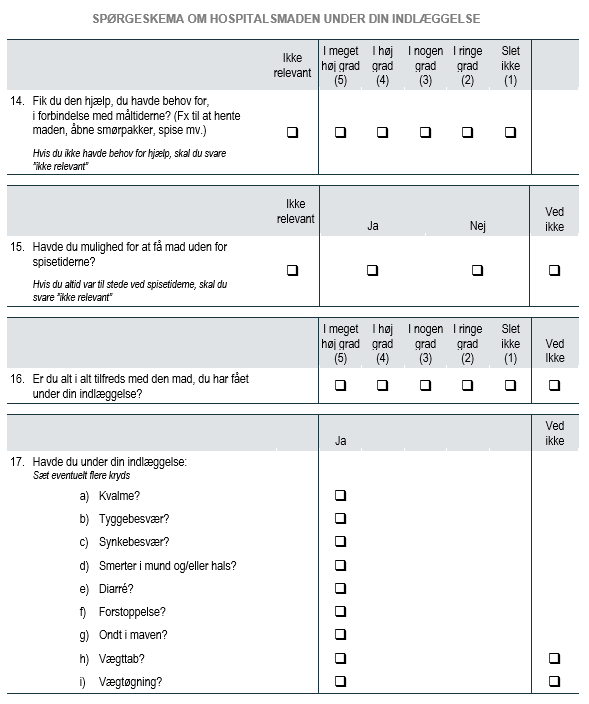 SPØRGESKEMA OM HOSPITALSMADEN UNDER DIN INDLÆGGELSE
Ikke relevant I meget høj grad (5) I høj grad (4) I nogen grad (3) I ringe grad (2) Slet ikke (1)
14. Fik du den hjælp, du havde behov for,
i forbindelse med måltiderne? (Fx til at hente
maden, åbne smørpakker, spise mv.)
Hvis du ikke havde behov for hjælp, skal du svare
"ikke relevant"
Ikke relevant Ja Nej Ved ikke
15. Havde du mulighed for at få mad uden for
spisetiderne?
Hvis du altid var til stede ved spisetiderne, skal du
svare "ikke relevant"
I meget høj grad (5) I høj grad (4) I nogen grad (3) I ringe grad (2) Slet ikke (1) Ved Ikke
16. Er du alt i alt tilfreds med den mad, du har fået
under din indlæggelse?
Ja Ved ikke
17. Havde du under din indlæggelse:
Sæt eventuelt flere kryds
a) Kvalme?
b) Tyggebesvær?
c) Synkebesvær?
d) Smerter i mund og/eller hals?
e) Diarré?
f) Forstoppelse?
g) Ondt i maven?
h) Vægttab?
i) Vægtøgning?